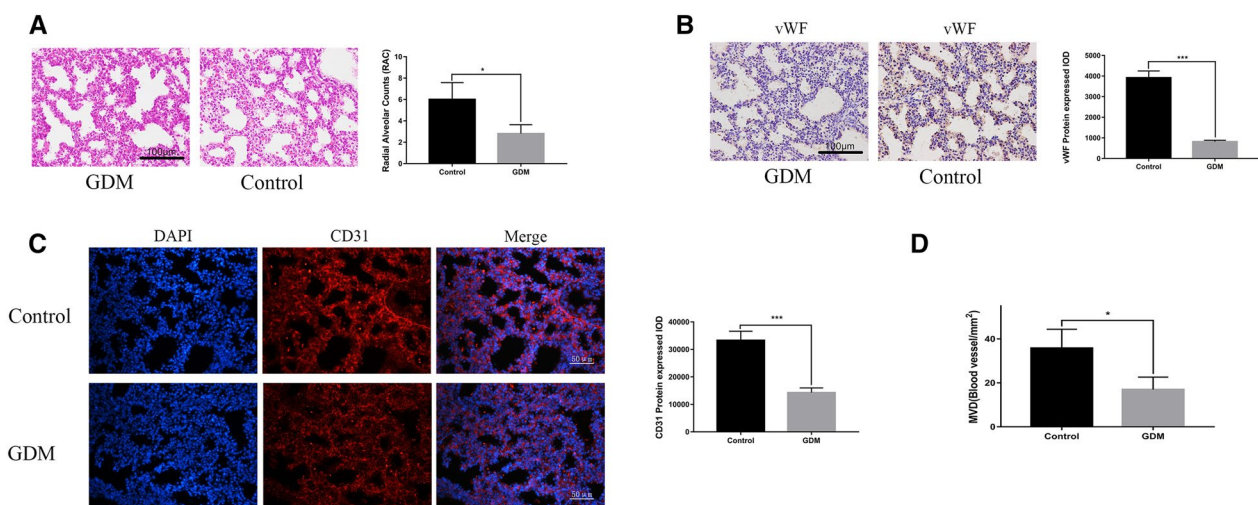 A
GDM
Control
100μm
Radial Alveolar Counts (RAC)
10
8
6
4
2
0
*
Control
GDM
B
vWF
vWF
100μm
GDM
Control
vWF Protein expressed IOD
5000
4000
3000
2000
1000
0
***
Control
GDM
C
DAPI
CD31
Merge
Control
50μm
GDM
50μm
CD31 Protein expressed IOD
40000
30000
20000
10000
0
***
Control
GDM
D
MVD(Blood vessel/mm²)
40
20
0
*
Control
GDM